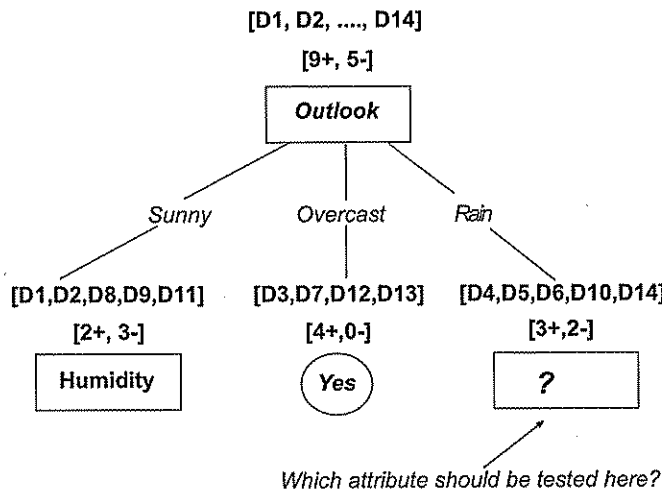 [D1, D2, ...., D14]
[9+, 5-]
Outlook
Sunny Overcast Rain
[D1,D2,D8,D9,D11] [D3,D7,D12,D13] [D4,D5,D6,D10,D14]
[2+, 3-] [4+,0-] [3+,2-]
Humidity Yes ?
Which attribute should be tested here?